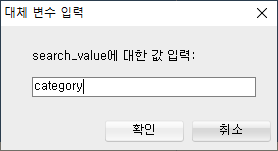 대체 변수 입력
search_value에 대한 값 입력:
category
확인
취소